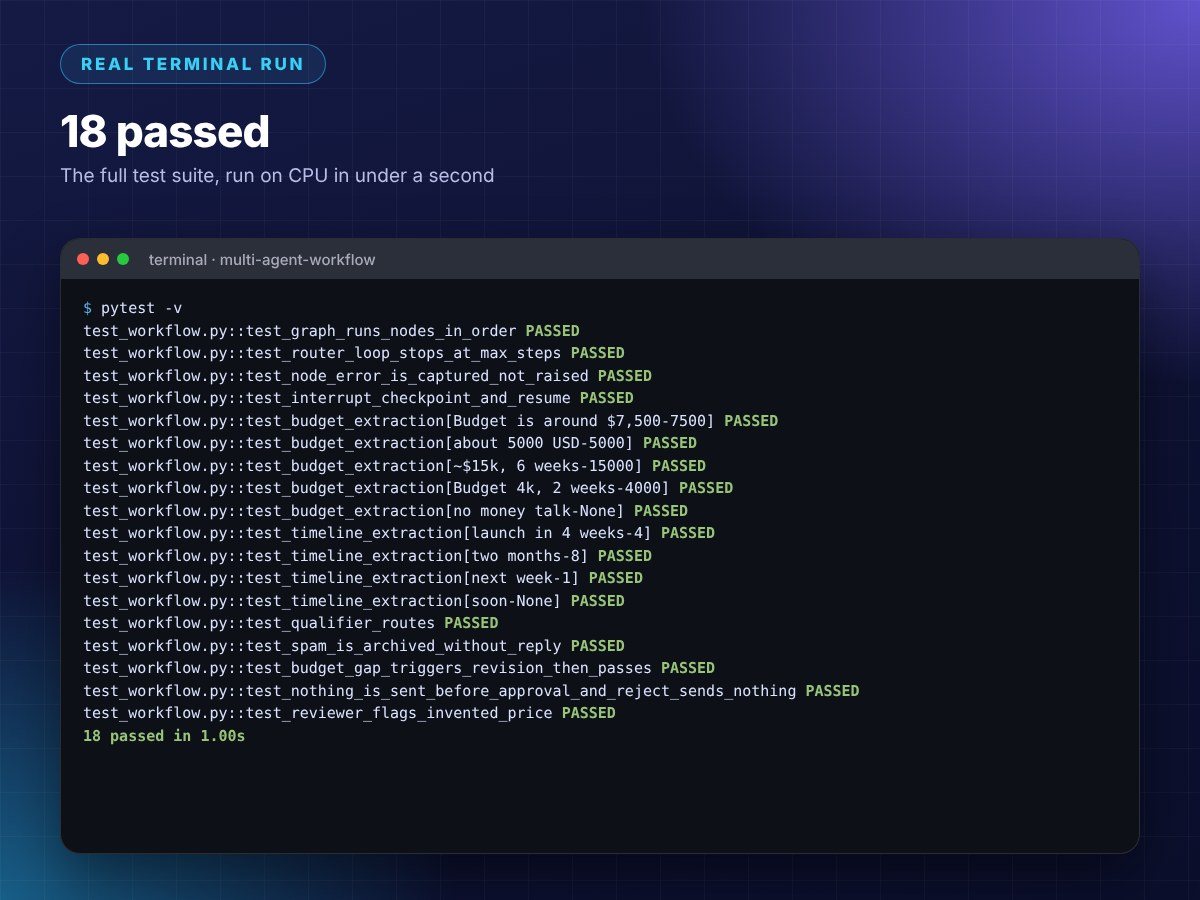 REAL TERMINAL RUN
18 passed
The full test suite, run on CPU in under a second
terminal · multi-agent-workflow
$ pytest -v
test_workflow.py::test_graph_runs_nodes_in_order PASSED
test_workflow.py::test_router_loop_stops_at_max_steps PASSED
test_workflow.py::test_node_error_is_captured_not_raised PASSED
test_workflow.py::test_interrupt_checkpoint_and_resume PASSED
test_workflow.py::test_budget_extraction[Budget is around $7,500-7500] PASSED
test_workflow.py::test_budget_extraction[about 5000 USD-5000] PASSED
test_workflow.py::test_budget_extraction[~$15k, 6 weeks-15000] PASSED
test_workflow.py::test_budget_extraction[Budget 4k, 2 weeks-4000] PASSED
test_workflow.py::test_budget_extraction[no money talk-None] PASSED
test_workflow.py::test_timeline_extraction[launch in 4 weeks-4] PASSED
test_workflow.py::test_timeline_extraction[two months-8] PASSED
test_workflow.py::test_timeline_extraction[next week-1] PASSED
test_workflow.py::test_timeline_extraction[soon-None] PASSED
test_workflow.py::test_qualifier_routes PASSED
test_workflow.py::test_spam_is_archived_without_reply PASSED
test_workflow.py::test_budget_gap_triggers_revision_then_passes PASSED
test_workflow.py::test_nothing_is_sent_before_approval_and_reject_sends_nothing PASSED
test_workflow.py::test_reviewer_flags_invented_price PASSED
18 passed in 1.00s